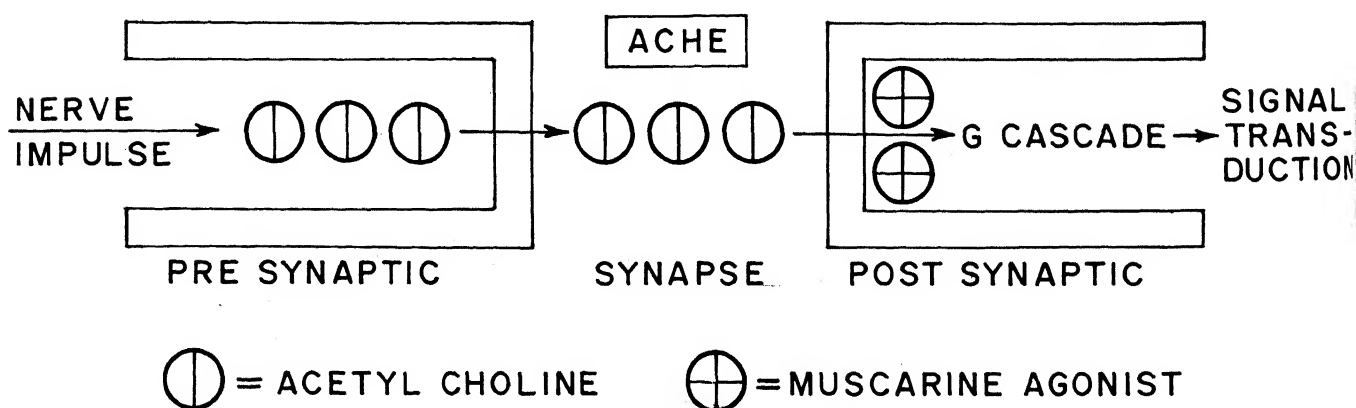 ACHE
NERVE
IMPULSE
G CASCADE
SIGNAL
TRANS-
DUCTION
PRE SYNAPTIC
SYNAPSE
POST SYNAPTIC
= ACETYL CHOLINE
= MUSCARINE AGONIST